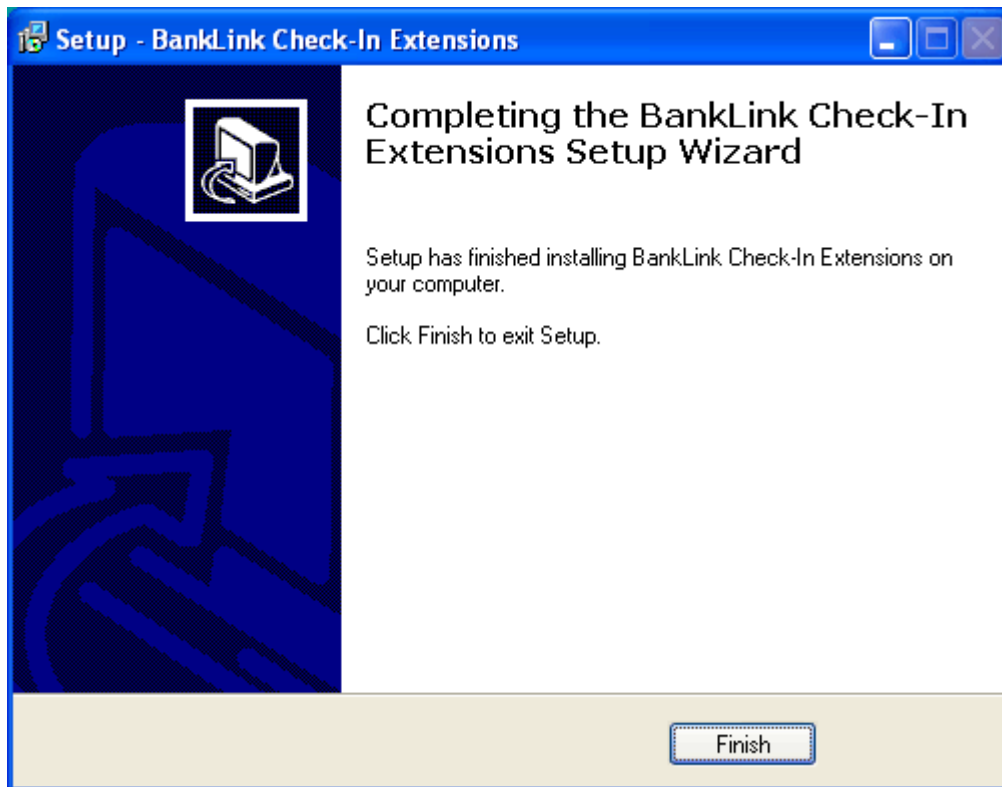 Setup - BankLink Check-In Extensions
Completing the BankLink Check-In
Extensions Setup Wizard
Setup has finished installing BankLink Check-In Extensions on
your computer.
Click Finish to exit Setup.
Finish